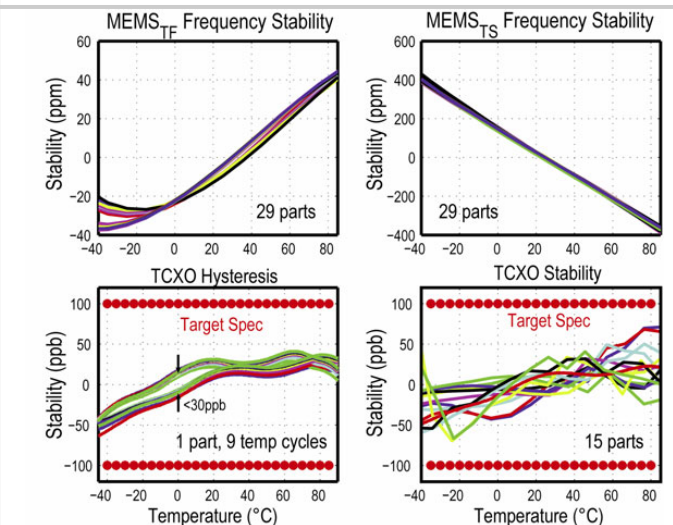 MEMS_TF Frequency Stability
60
40
20
0
−20
−40
Stability (ppm)
29 parts
−40 −20 0 20 40 60 80
MEMS_TS Frequency Stability
600
400
200
0
−200
−400
Stability (ppm)
29 parts
−40 −20 0 20 40 60 80
TCXO Hysteresis
100
50
0
−50
−100
Stability (ppb)
Target Spec
<30ppb
1 part, 9 temp cycles
−40 −20 0 20 40 60 80
Temperature (°C)
TCXO Stability
100
50
0
−50
−100
Stability (ppb)
Target Spec
15 parts
−40 −20 0 20 40 60 80
Temperature (°C)